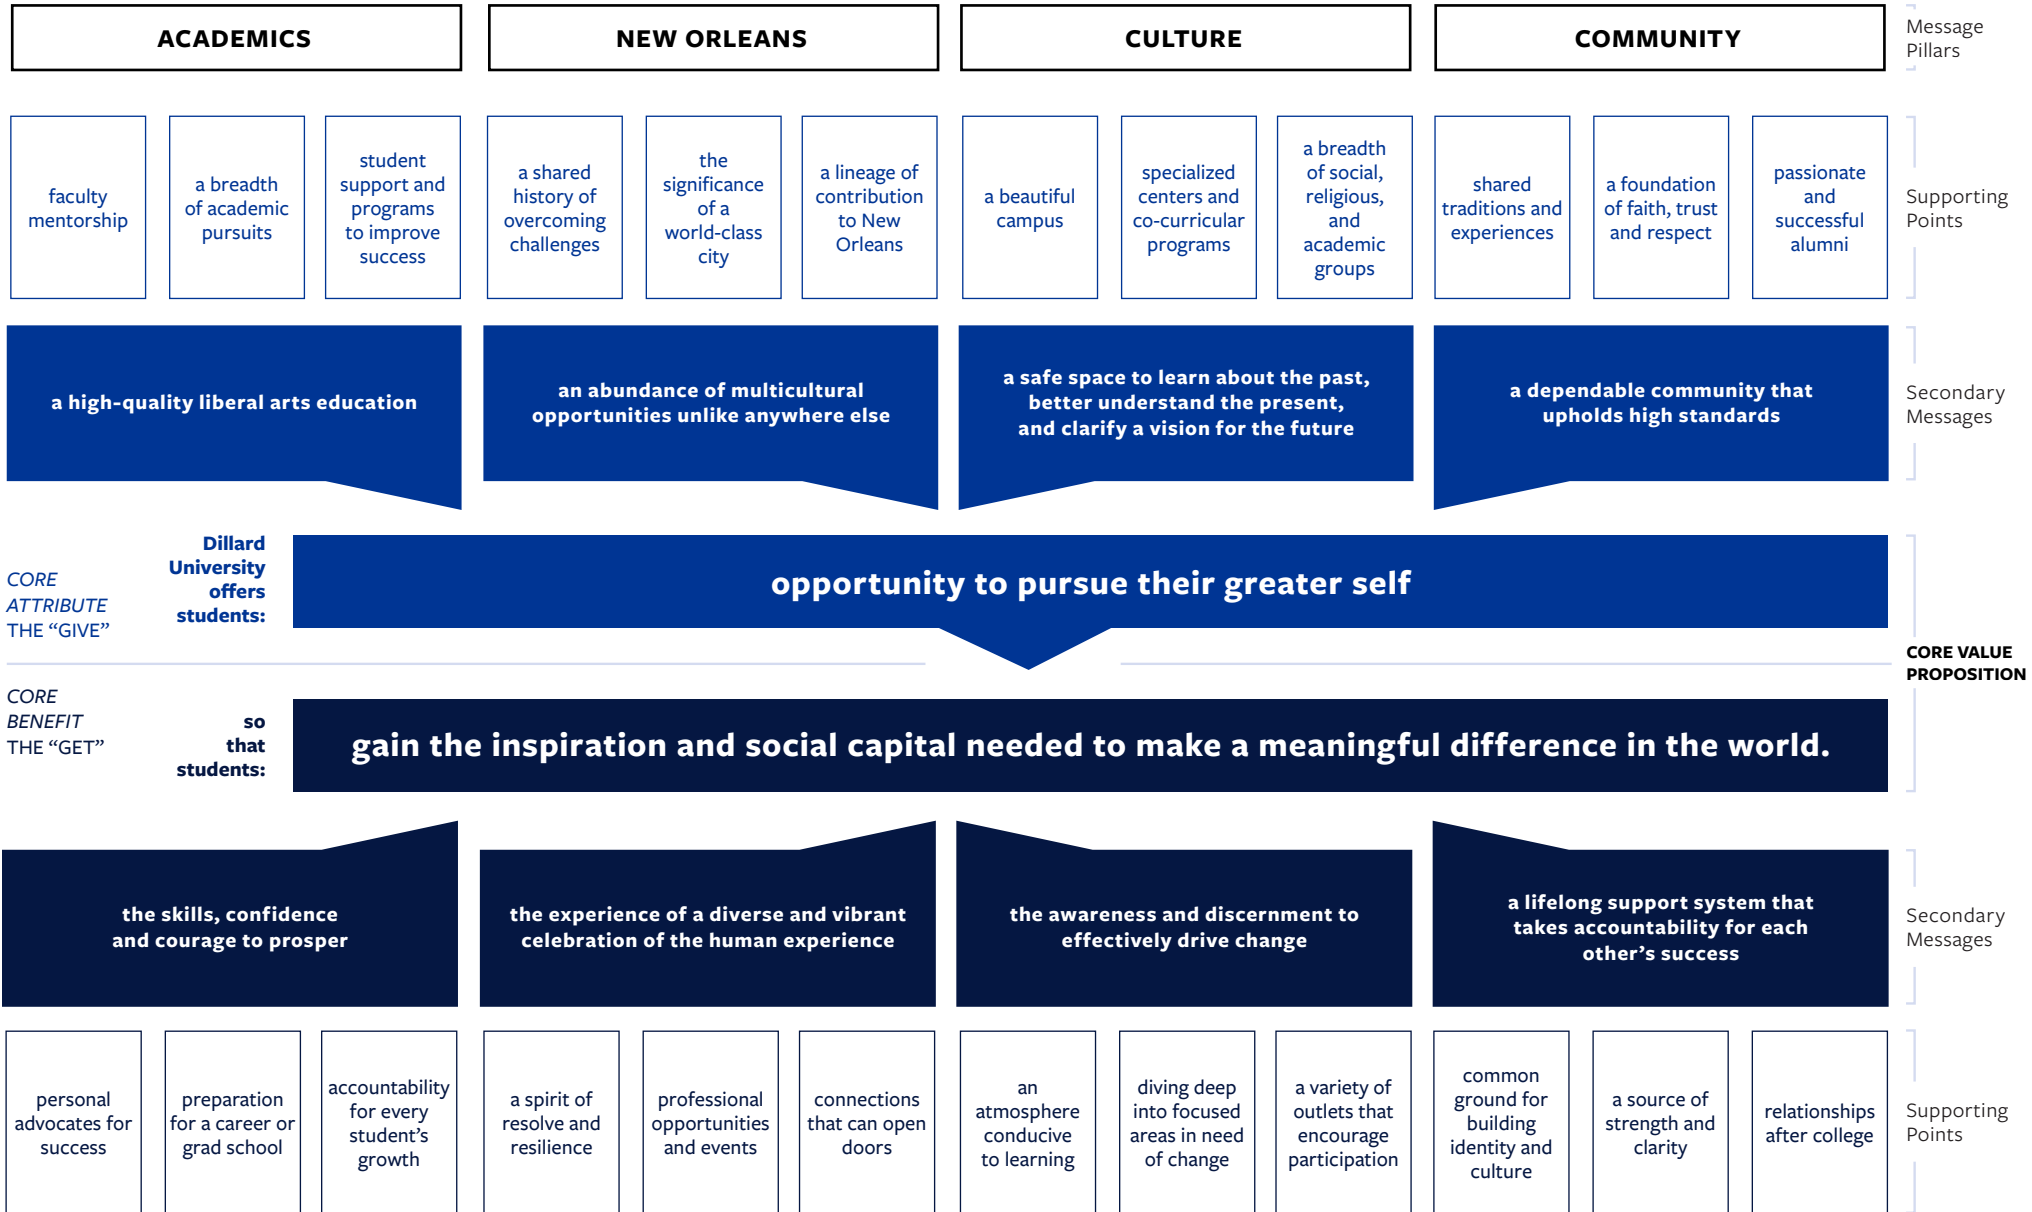 ACADEMICS
NEW ORLEANS
CULTURE
COMMUNITY
Message
Pillars
faculty
mentorship
a breadth
of academic
pursuits
student
support and
programs
to improve
success
a shared
history of
overcoming
challenges
the
significance
of a
world-class
city
a lineage of
contribution
to New
Orleans
a beautiful
campus
specialized
centers and
co-curricular
programs
a breadth
of social,
religious,
and
academic
groups
shared
traditions and
experiences
a foundation
of faith, trust
and respect
passionate
and
successful
alumni
Supporting
Points
a high-quality liberal arts education
an abundance of multicultural
opportunities unlike anywhere else
a safe space to learn about the past,
better understand the present,
and clarify a vision for the future
a dependable community that
upholds high standards
Secondary
Messages
CORE
ATTRIBUTE
THE “GIVE”
Dillard
University
offers
students:
opportunity to pursue their greater self
CORE VALUE
PROPOSITION
CORE
BENEFIT
THE “GET”
so
that
students:
gain the inspiration and social capital needed to make a meaningful difference in the world.
the skills, confidence
and courage to prosper
the experience of a diverse and vibrant
celebration of the human experience
the awareness and discernment to
effectively drive change
a lifelong support system that
takes accountability for each
other’s success
Secondary
Messages
personal
advocates for
success
preparation
for a career or
grad school
accountability
for every
student’s
growth
a spirit of
resolve and
resilience
professional
opportunities
and events
connections
that can open
doors
an
atmosphere
conducive
to learning
diving deep
into focused
areas in need
of change
a variety of
outlets that
encourage
participation
common
ground for
building
identity and
culture
a source of
strength and
clarity
relationships
after college
Supporting
Points